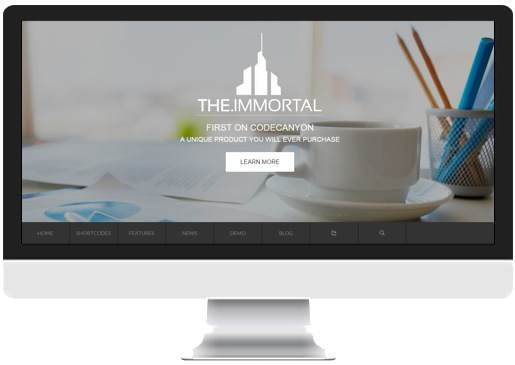 THE.IMMORTAL
FIRST ON CODECANYON
A UNIQUE PRODUCT YOU WILL EVER PURCHASE
LEARN MORE
HOME SHORTCODES FEATURES NEWS DEMO BLOG